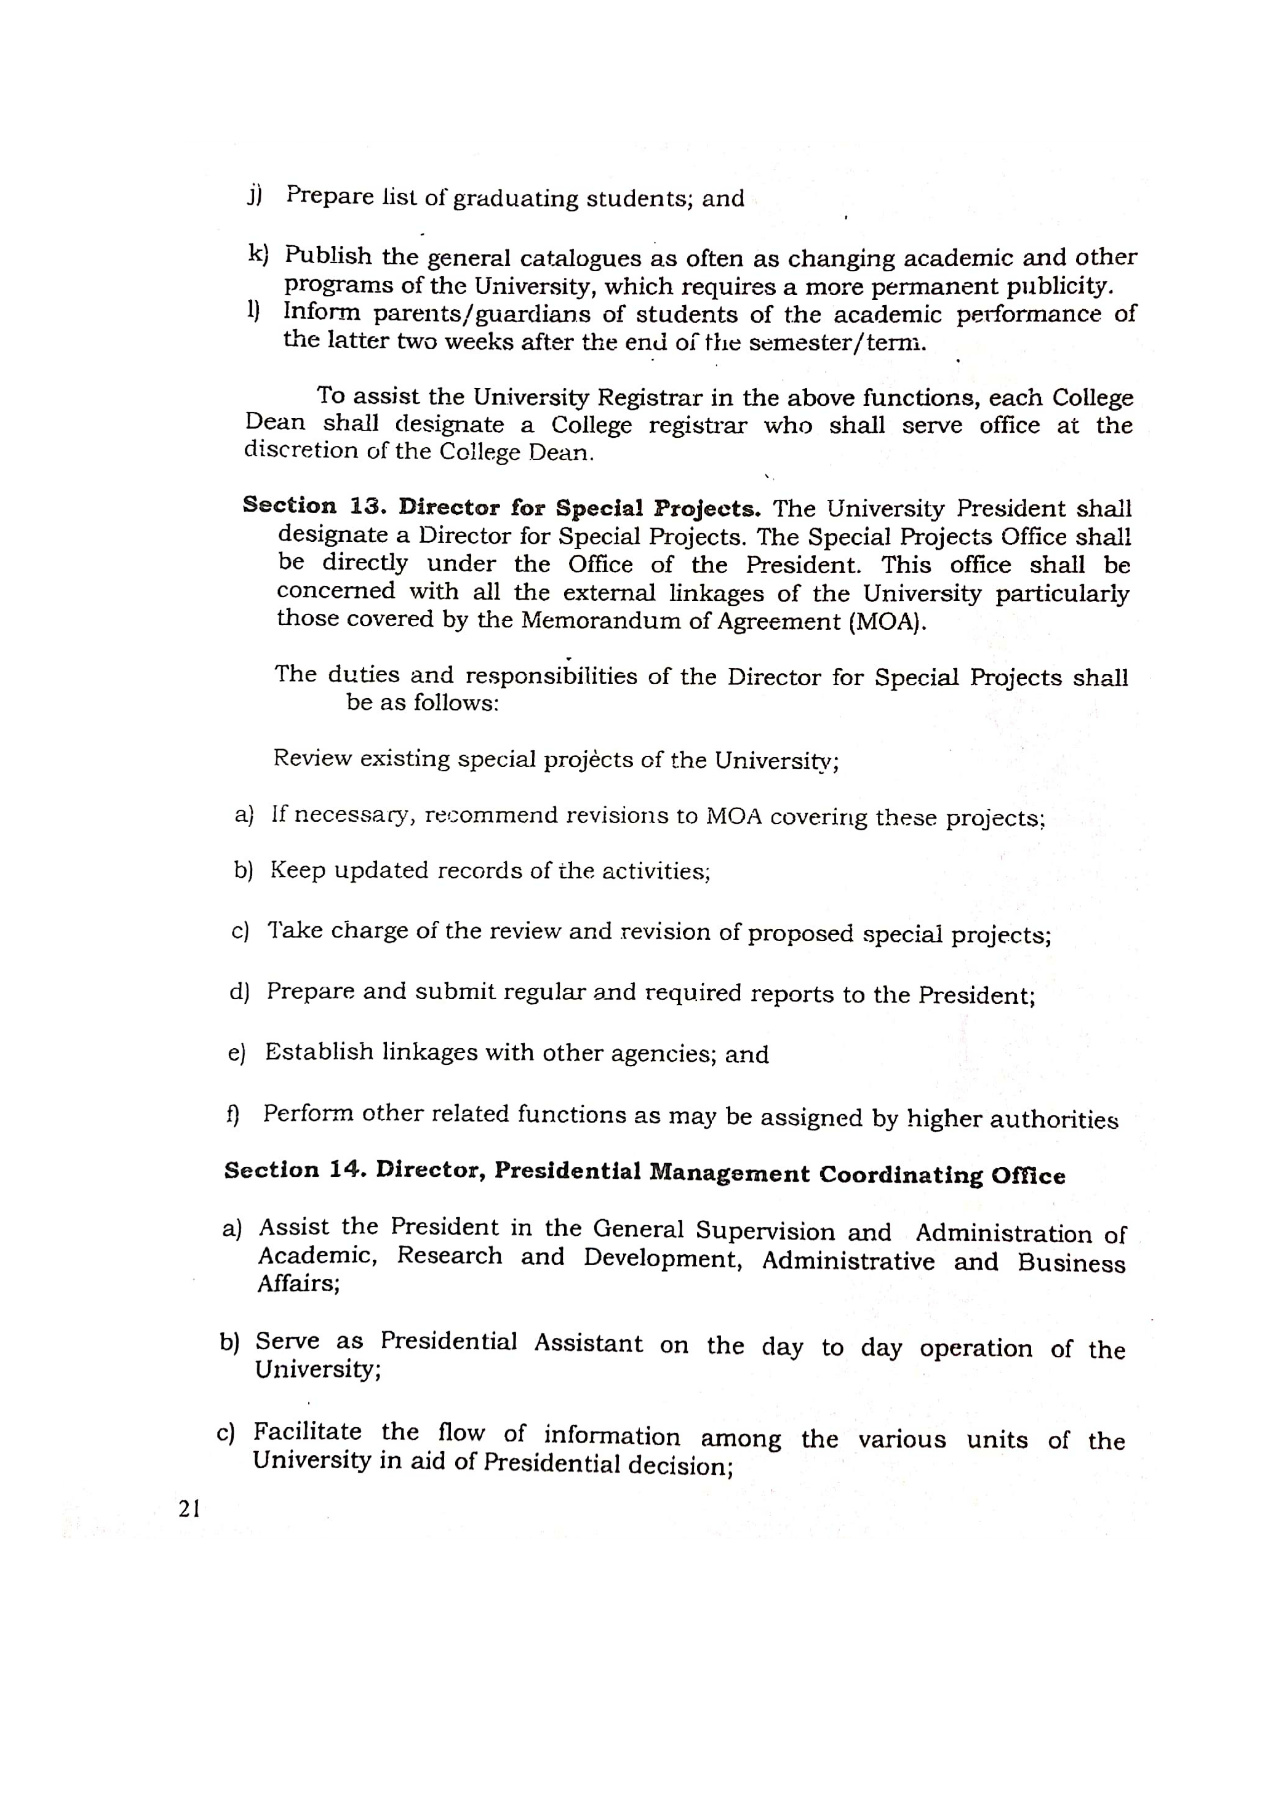 j) Prepare list of graduating students; and
k) Publish the general catalogues as often as changing academic and other
programs of the University, which requires a more permanent publicity.
l) Inform parents/guardians of students of the academic performance of
the latter two weeks after the end of the semester/term.
To assist the University Registrar in the above functions, each College
Dean shall designate a College registrar who shall serve office at the
discretion of the College Dean.
Section 13. Director for Special Projects. The University President shall
designate a Director for Special Projects. The Special Projects Office shall
be directly under the Office of the President. This office shall be
concerned with all the external linkages of the University particularly
those covered by the Memorandum of Agreement (MOA).
The duties and responsibilities of the Director for Special Projects shall
be as follows:
Review existing special projects of the University;
a) If necessary, recommend revisions to MOA covering these projects;
b) Keep updated records of the activities;
c) Take charge of the review and revision of proposed special projects;
d) Prepare and submit regular and required reports to the President;
e) Establish linkages with other agencies; and
f) Perform other related functions as may be assigned by higher authorities
Section 14. Director, Presidential Management Coordinating Office
a) Assist the President in the General Supervision and Administration of
Academic, Research and Development, Administrative and Business
Affairs;
b) Serve as Presidential Assistant on the day to day operation of the
University;
c) Facilitate the flow of information among the various units of the
University in aid of Presidential decision;
21